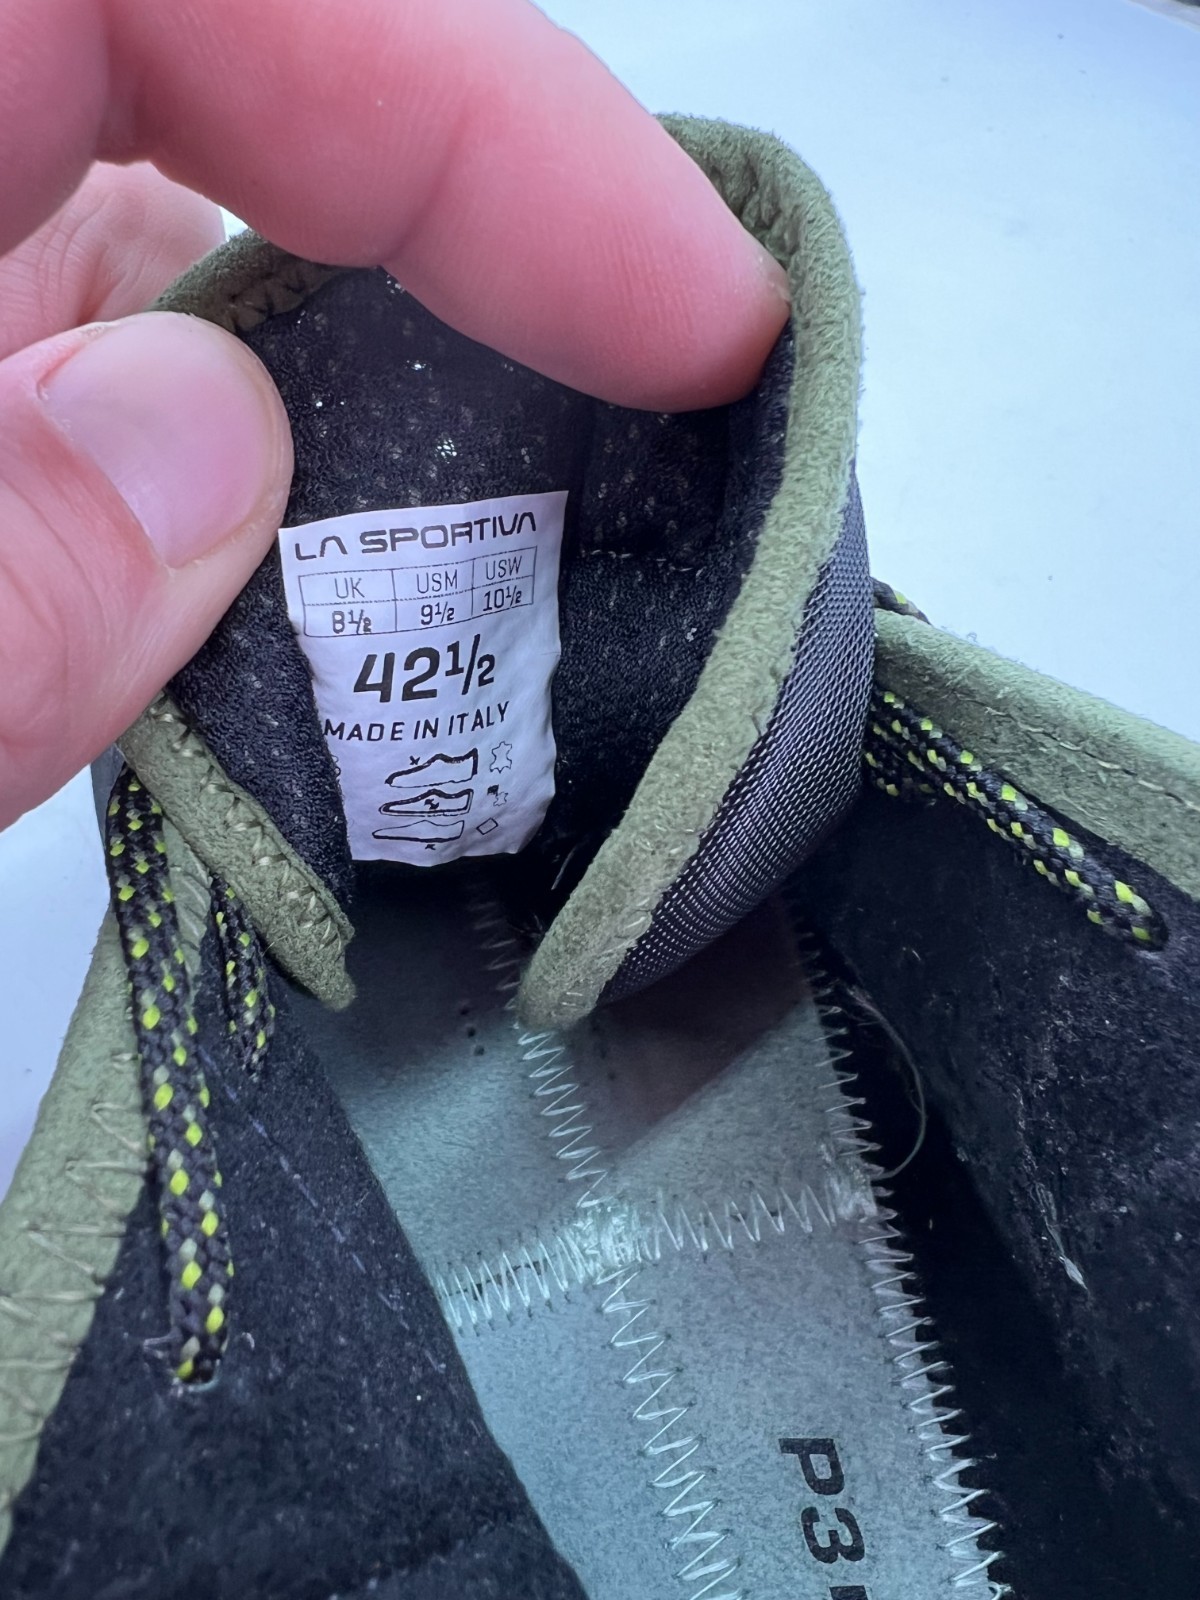 LA SPORTIVA
UK USM USW
8½ 9½ 10½
42½
MADE IN ITALY
P3